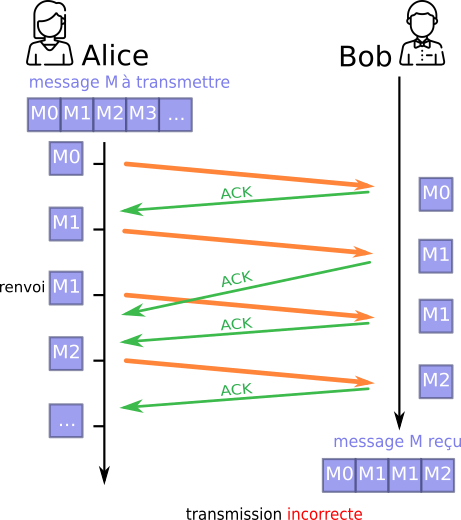 Alice
Bob
message M à transmettre
M0 M1 M2 M3 ...
M0
ACK
M0
M1
M1
ACK
renvoi M1
M1
ACK
M2
M2
ACK
...
message M reçu
M0 M1 M1 M2
transmission incorrecte